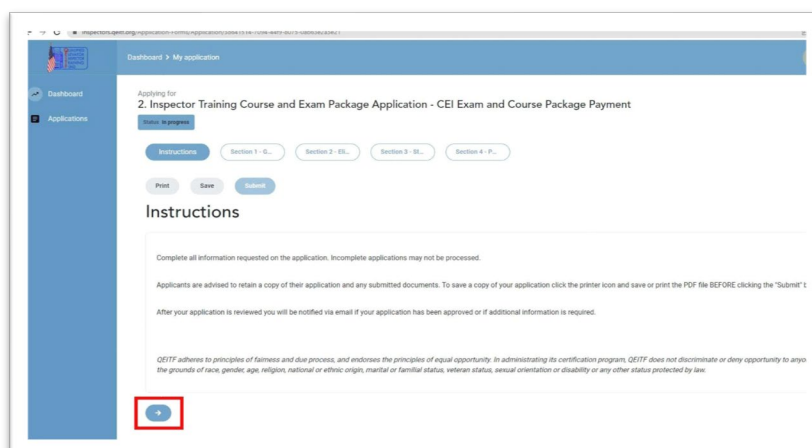 Dashboard > My application
Dashboard
Applications
Applying for
2. Inspector Training Course and Exam Package Application - CEI Exam and Course Package Payment
Status In progress
Instructions
Section 1 - G...
Section 2 - Eli...
Section 3 - St...
Section 4 - P...
Print
Save
Submit
Instructions
Complete all information requested on the application. Incomplete applications may not be processed.
Applicants are advised to retain a copy of their application and any submitted documents. To save a copy of your application click the printer icon and save or print the PDF file BEFORE clicking the "Submit" b
After your application is reviewed you will be notified via email if your application has been approved or if additional information is required.
QEITF adheres to principles of fairness and due process, and endorses the principles of equal opportunity. In administrating its certification program, QEITF does not discriminate or deny opportunity to anyo
the grounds of race, gender, age, religion, national or ethnic origin, marital or familial status, veteran status, sexual orientation or disability or any other status protected by law.